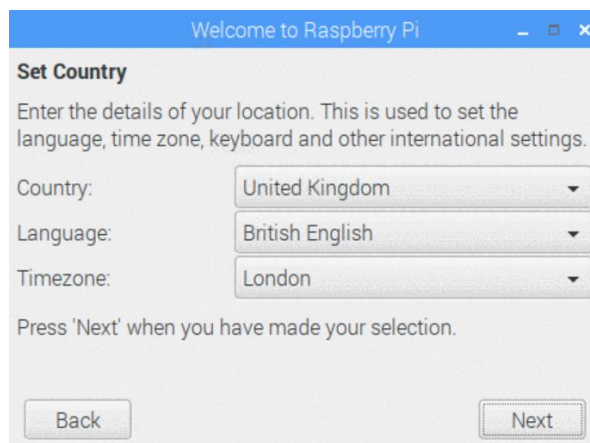 Welcome to Raspberry Pi
Set Country
Enter the details of your location. This is used to set the
language, time zone, keyboard and other international settings.
Country: United Kingdom
Language: British English
Timezone: London
Press 'Next' when you have made your selection.
Back Next